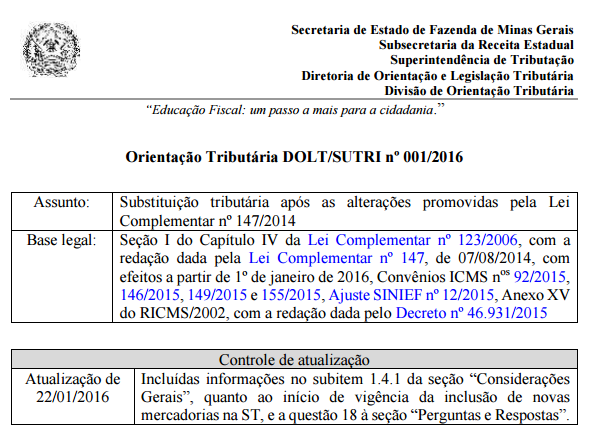 Secretaria de Estado de Fazenda de Minas Gerais
Subsecretaria da Receita Estadual
Superintendência de Tributação
Diretoria de Orientação e Legislação Tributária
Divisão de Orientação Tributária
“Educação Fiscal: um passo a mais para a cidadania.”
Orientação Tributária DOLT/SUTRI nº 001/2016
Assunto: Substituição tributária após as alterações promovidas pela Lei
Complementar nº 147/2014
Base legal: Seção I do Capítulo IV da Lei Complementar nº 123/2006, com a
redação dada pela Lei Complementar nº 147, de 07/08/2014, com
efeitos a partir de 1º de janeiro de 2016, Convênios ICMS nos 92/2015,
146/2015, 149/2015 e 155/2015, Ajuste SINIEF nº 12/2015, Anexo XV
do RICMS/2002, com a redação dada pelo Decreto nº 46.931/2015
Controle de atualização
Atualização de Incluídas informações no subitem 1.4.1 da seção “Considerações
22/01/2016 Gerais”, quanto ao início de vigência da inclusão de novas
mercadorias na ST, e a questão 18 à seção “Perguntas e Respostas”.